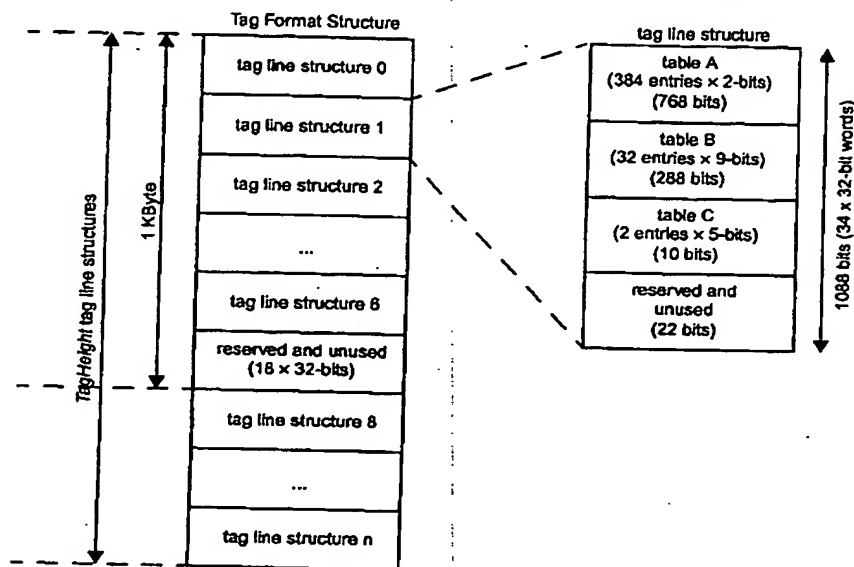 Tag Format Structure
tag line structure 0
tag line structure 1
tag line structure 2
...
tag line structure 6
reserved and unused
(18 x 32-bits)
tag line structure 8
...
tag line structure n
TagHeight tag line structures
1 KByte
tag line structure
table A
(384 entries × 2-bits)
(768 bits)
table B
(32 entries × 9-bits)
(288 bits)
table C
(2 entries × 5-bits)
(10 bits)
reserved and
unused
(22 bits)
1088 bits (34 x 32-bit words)